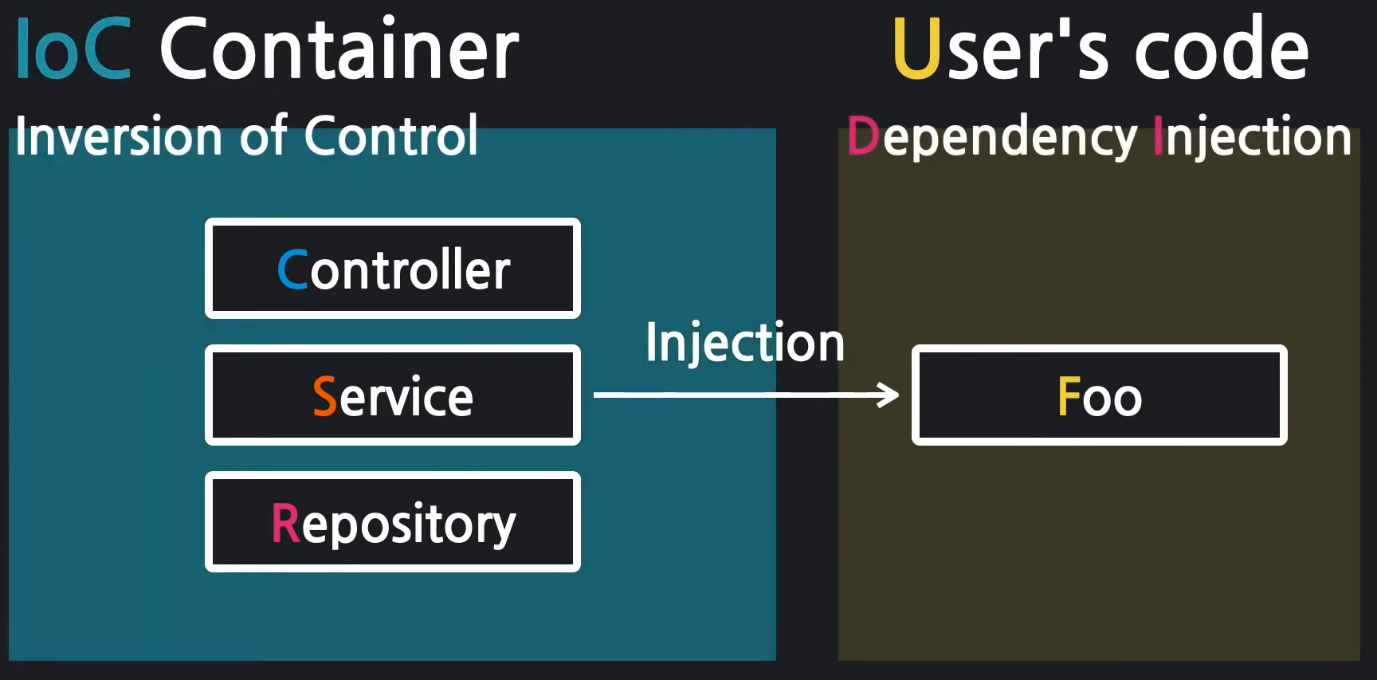 IoC Container
Inversion of Control
Controller
Service
Repository
Injection
User's code
Dependency Injection
Foo